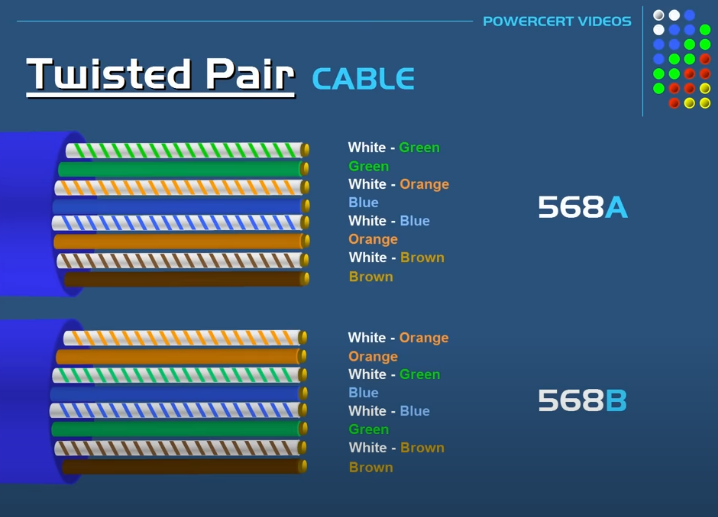 POWERCERT VIDEOS
Twisted Pair CABLE
White - Green
Green
White - Orange
Blue
White - Blue
Orange
White - Brown
Brown
568A
White - Orange
Orange
White - Green
Blue
White - Blue
Green
White - Brown
Brown
568B